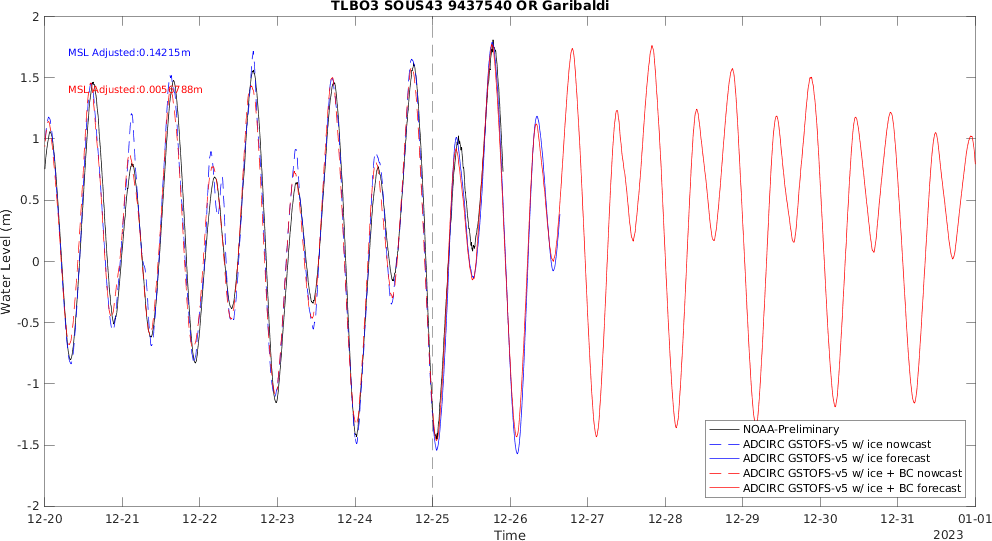 TLBO3 SOUS43 9437540 OR Garibaldi
MSL Adjusted:0.14215m
MSL Adjusted:0.0056788m
Water Level (m)
2
1.5
1
0.5
0
-0.5
-1
-1.5
-2
NOAA-Preliminary
ADCIRC GSTOFS-v5 w/ ice nowcast
ADCIRC GSTOFS-v5 w/ ice forecast
ADCIRC GSTOFS-v5 w/ ice + BC nowcast
ADCIRC GSTOFS-v5 w/ ice + BC forecast
12-20 12-21 12-22 12-23 12-24 12-25 12-26 12-27 12-28 12-29 12-30 12-31 01-01
Time
2023